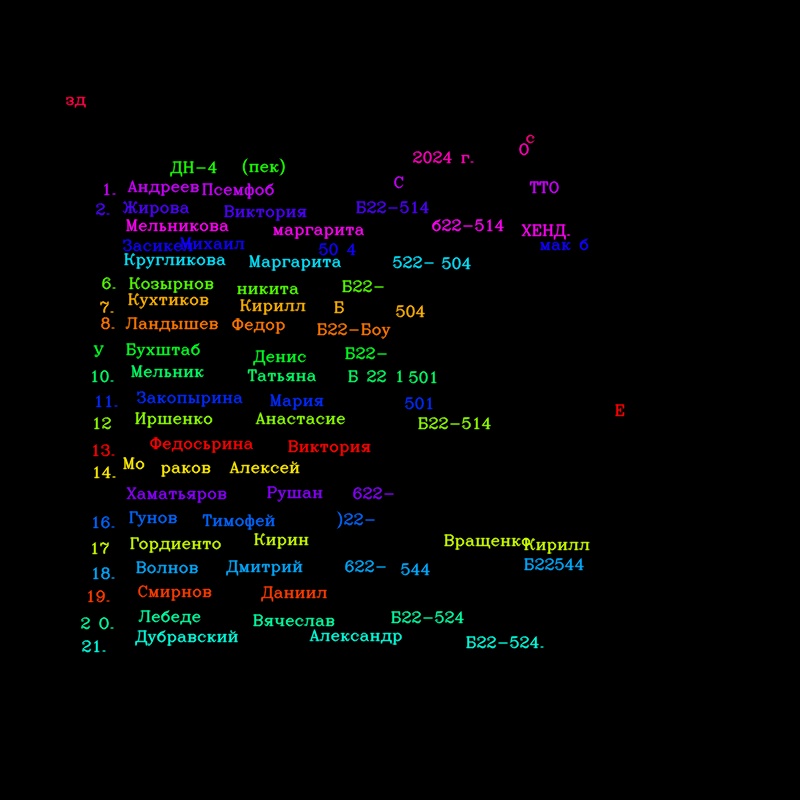 зд
с
2024 г. О
ДН-4 (пек)
1. Андреев Псемфоб С ТТО
2. Жирова Виктория Б22-514
Мельникова маргарита 622-514 ХЕНД.
Михаил 50 4 мак 6
Кругликова Маргарита 522- 504
6. Козырнов никита Б22-
7. Кухтиков Кирилл Б 504
8. Ландышев Федор Б22-Боу
У Бухштаб Денис Б22-
10. Мельник Татьяна Б 22 1 501
11. Закопырина Мария 501
Е
12 Иршенко Анастасие Б22-514
13. Федосьрина Виктория
14. Мо раков Алексей
Хаматьяров Рушан 622-
16. Гунов Тимофей )22-
17 Гордиенто Кирин Вращенко Кирилл
18. Волнов Дмитрий 622- 544 Б22544
19. Смирнов Даниил
2 0. Лебеде Вячеслав Б22-524
21. Дубравский Александр Б22-524.